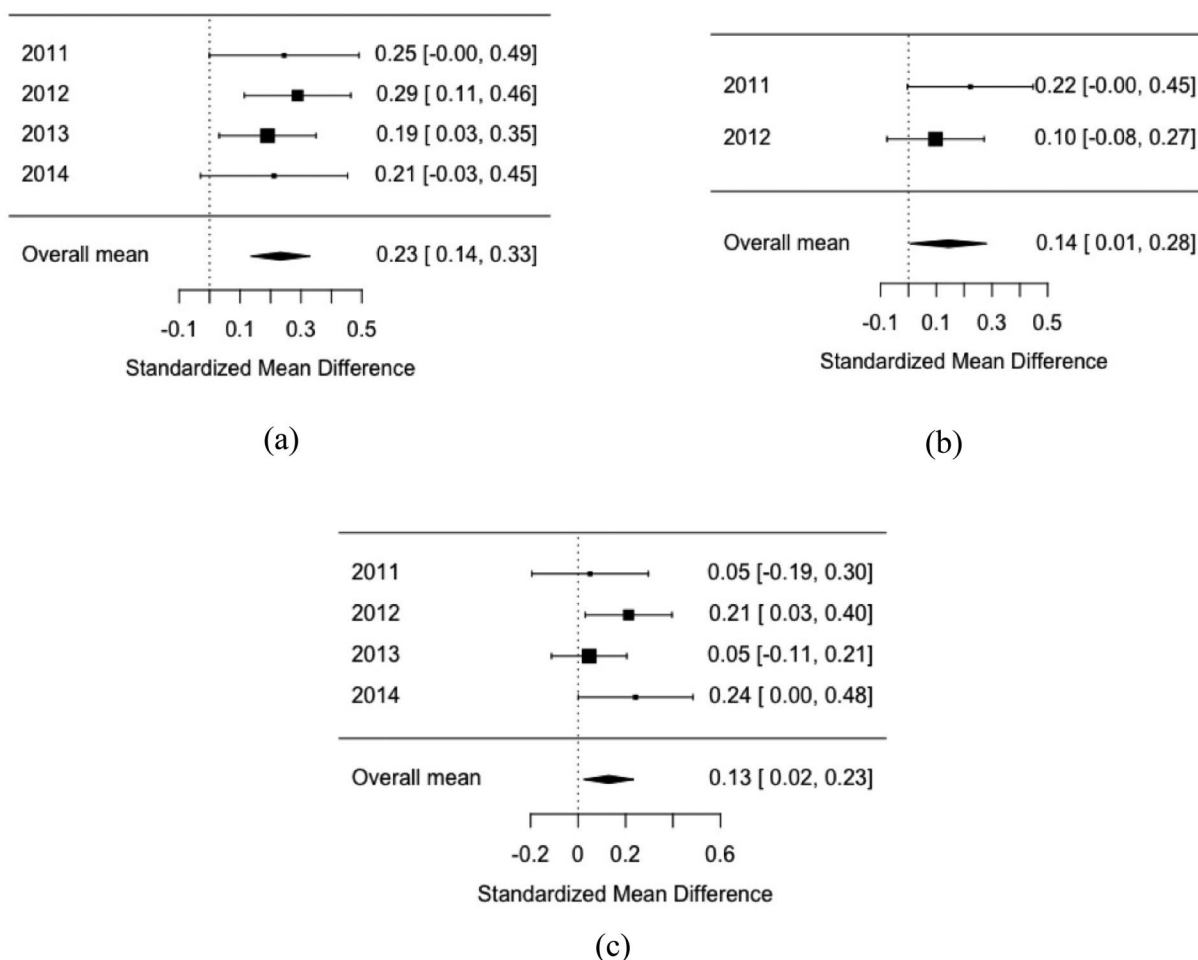 2011 0.25 [-0.00, 0.49]
2012 0.29 [ 0.11, 0.46]
2013 0.19 [ 0.03, 0.35]
2014 0.21 [-0.03, 0.45]
Overall mean 0.23 [ 0.14, 0.33]
-0.1 0.1 0.3 0.5
Standardized Mean Difference
(a)
2011 0.22 [-0.00, 0.45]
2012 0.10 [-0.08, 0.27]
Overall mean 0.14 [ 0.01, 0.28]
-0.1 0.1 0.3 0.5
Standardized Mean Difference
(b)
2011 0.05 [-0.19, 0.30]
2012 0.21 [ 0.03, 0.40]
2013 0.05 [-0.11, 0.21]
2014 0.24 [ 0.00, 0.48]
Overall mean 0.13 [ 0.02, 0.23]
-0.2 0 0.2 0.6
Standardized Mean Difference
(c)